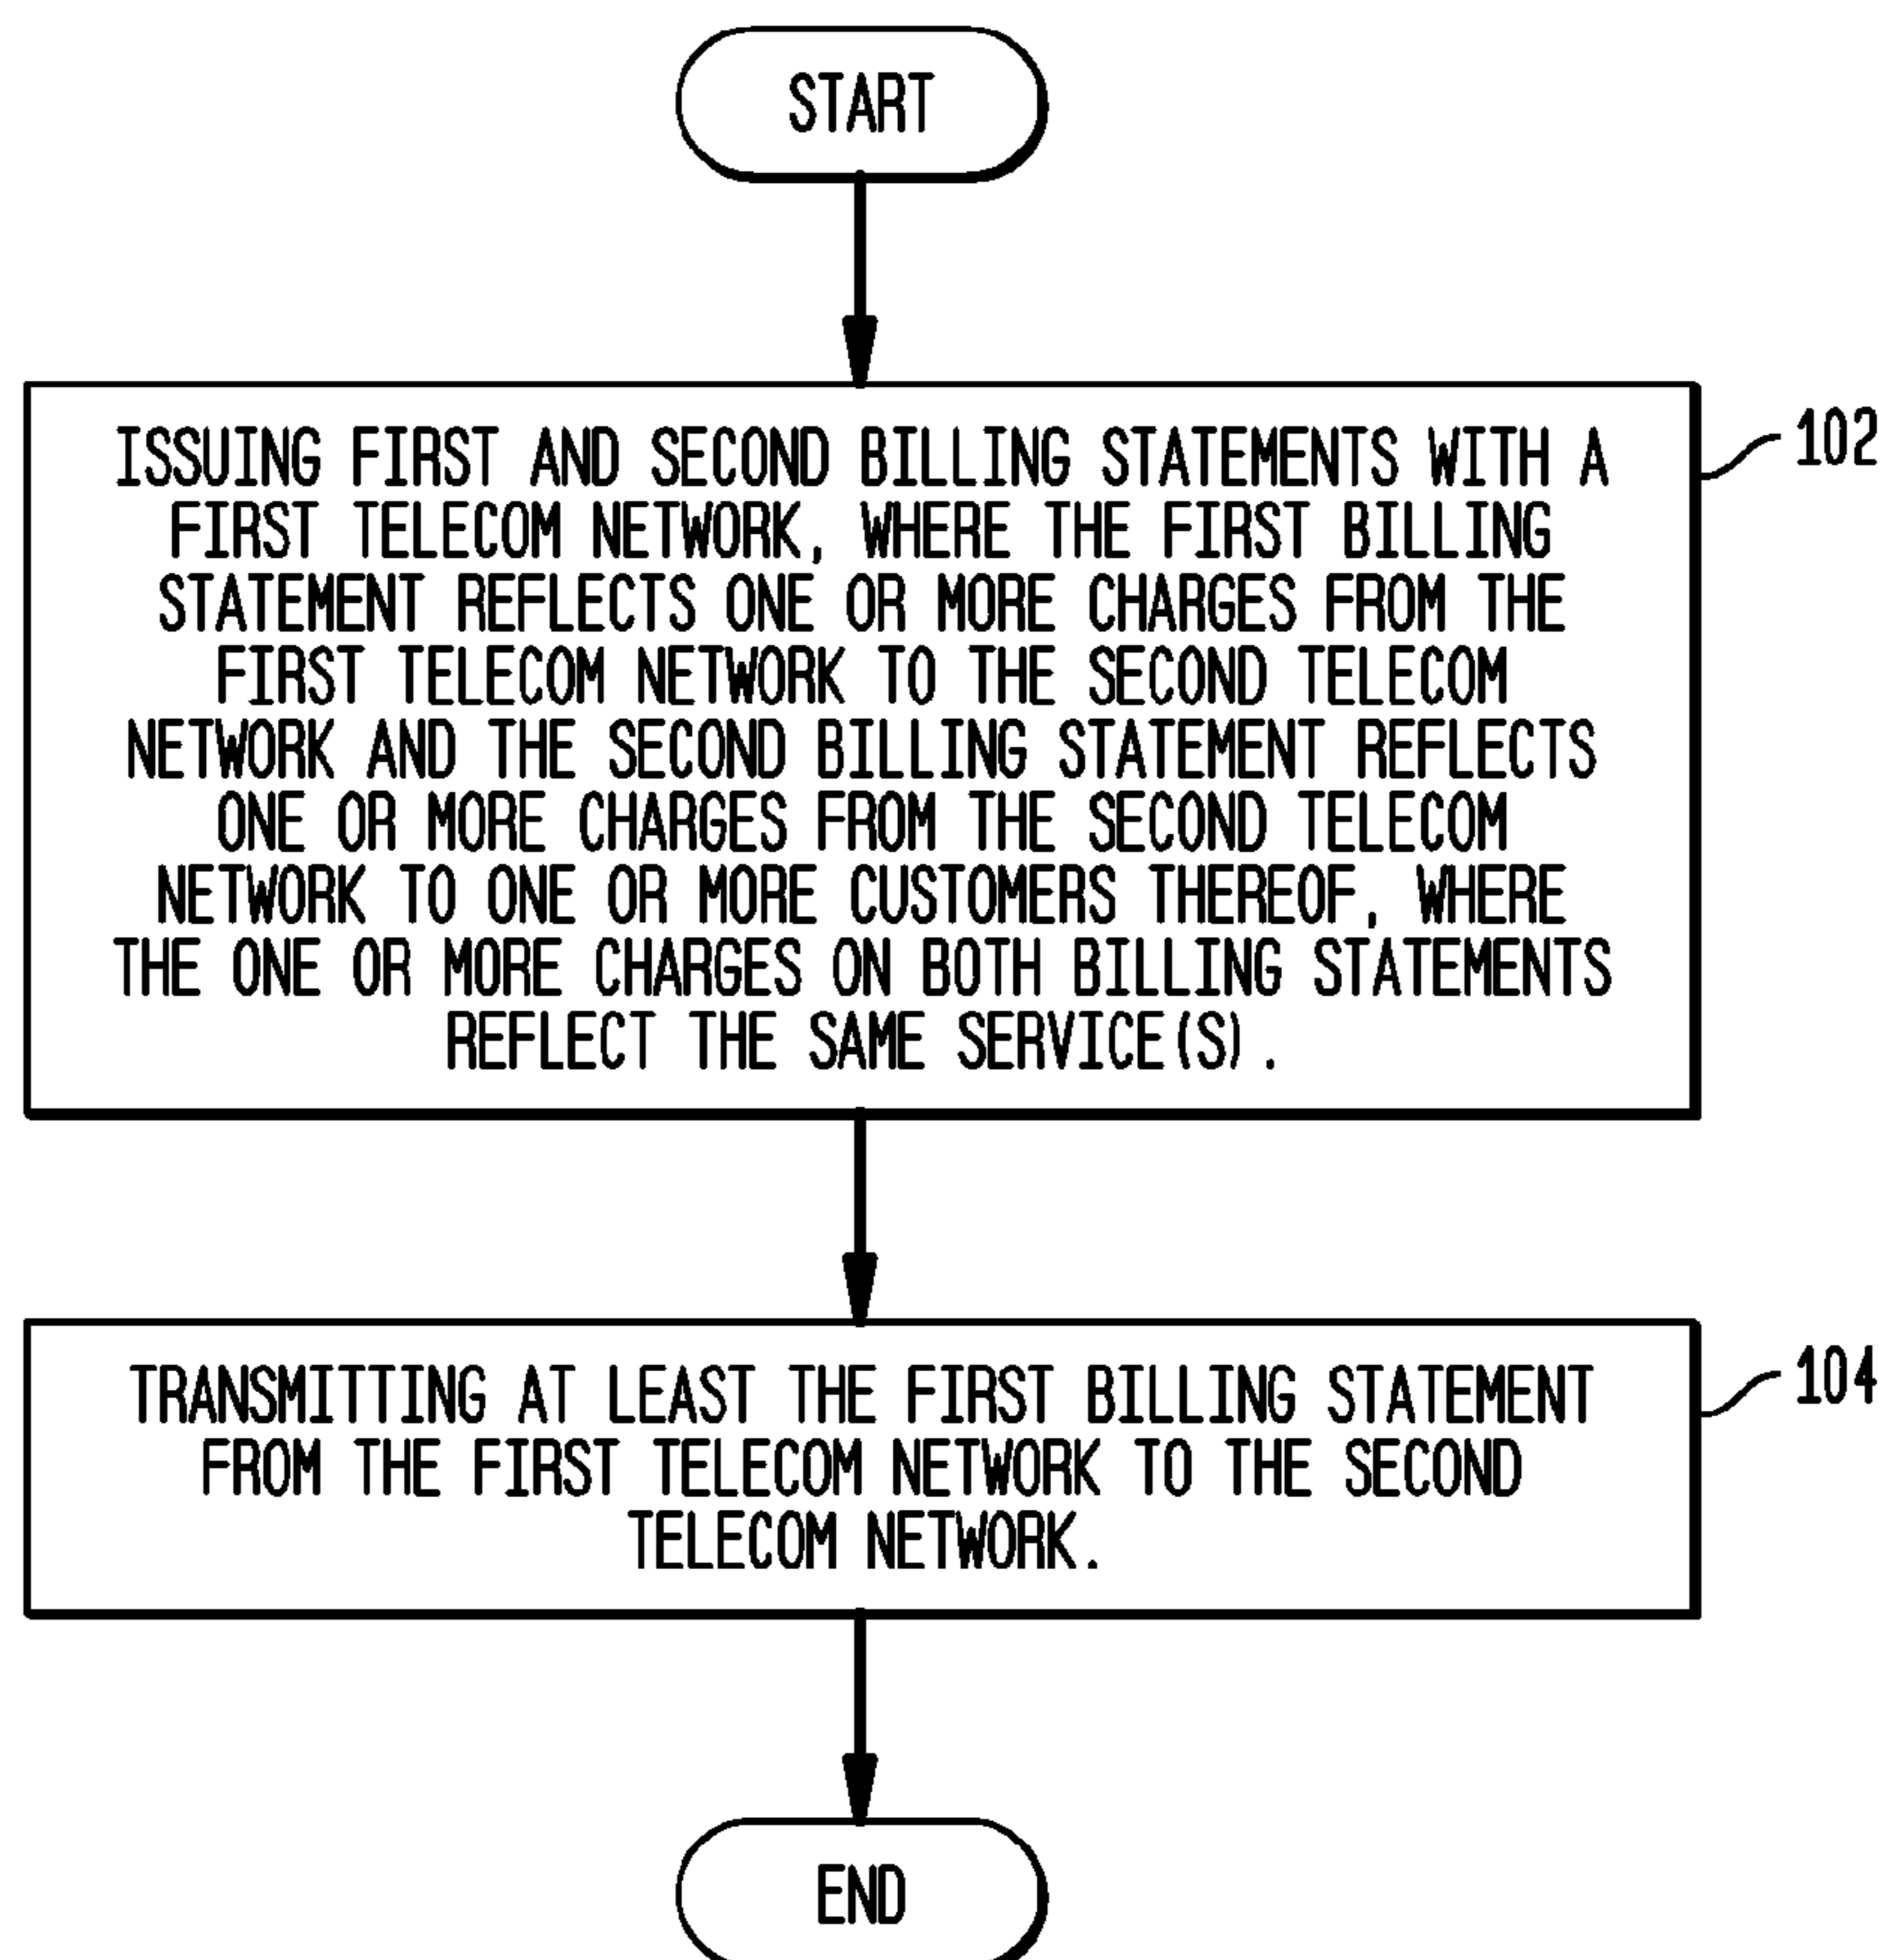 START
ISSUING FIRST AND SECOND BILLING STATEMENTS WITH A
FIRST TELECOM NETWORK, WHERE THE FIRST BILLING
STATEMENT REFLECTS ONE OR MORE CHARGES FROM THE
FIRST TELECOM NETWORK TO THE SECOND TELECOM
NETWORK AND THE SECOND BILLING STATEMENT REFLECTS
ONE OR MORE CHARGES FROM THE SECOND TELECOM
NETWORK TO ONE OR MORE CUSTOMERS THEREOF, WHERE
THE ONE OR MORE CHARGES ON BOTH BILLING STATEMENTS
REFLECT THE SAME SERVICE(S).
102
TRANSMITTING AT LEAST THE FIRST BILLING STATEMENT
FROM THE FIRST TELECOM NETWORK TO THE SECOND
TELECOM NETWORK.
104
END